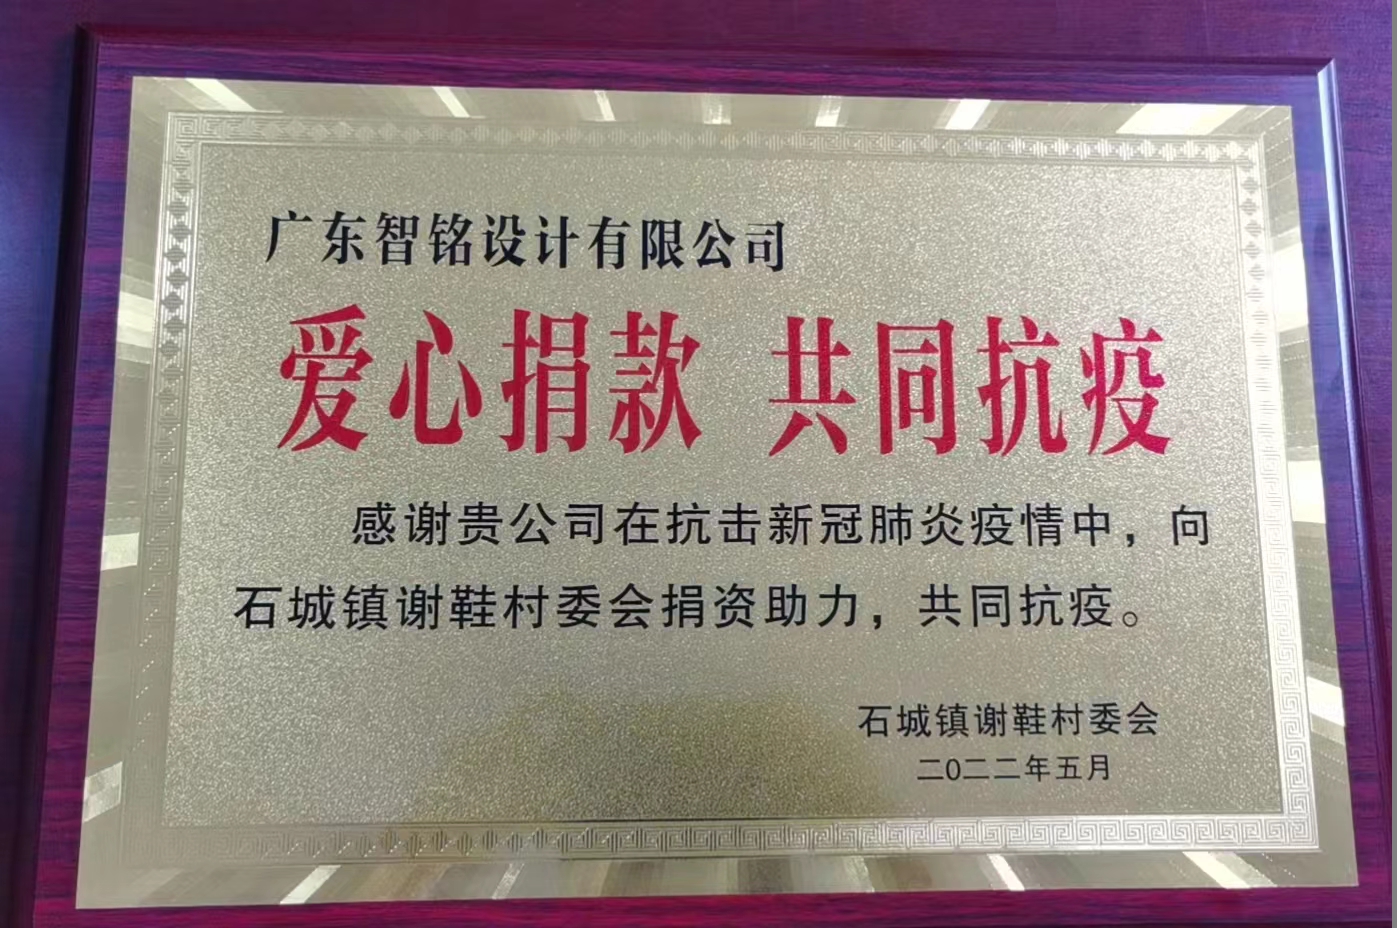 广东智铭设计有限公司
爱心捐款 共同抗疫
感谢贵公司在抗击新冠肺炎疫情中，向
石城镇谢鞋村委会捐资助力，共同抗疫。
石城镇谢鞋村委会
二0二二年五月